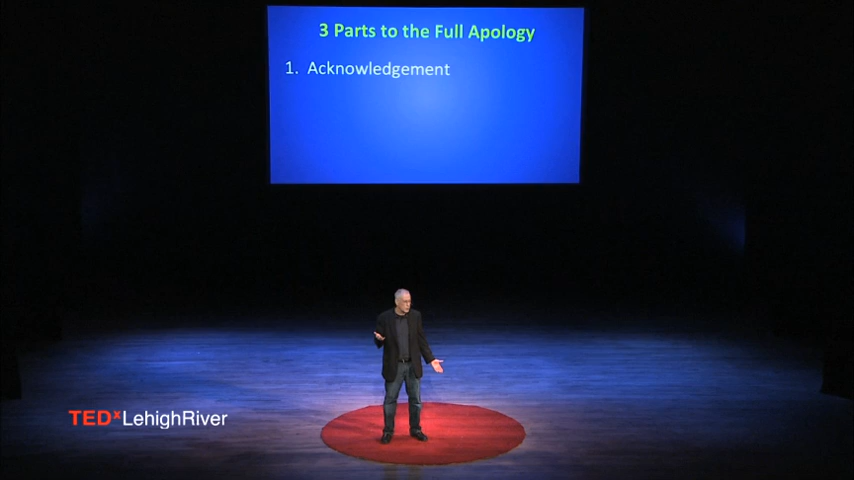 3 Parts to the Full Apology
1. Acknowledgement
TEDxLehighRiver